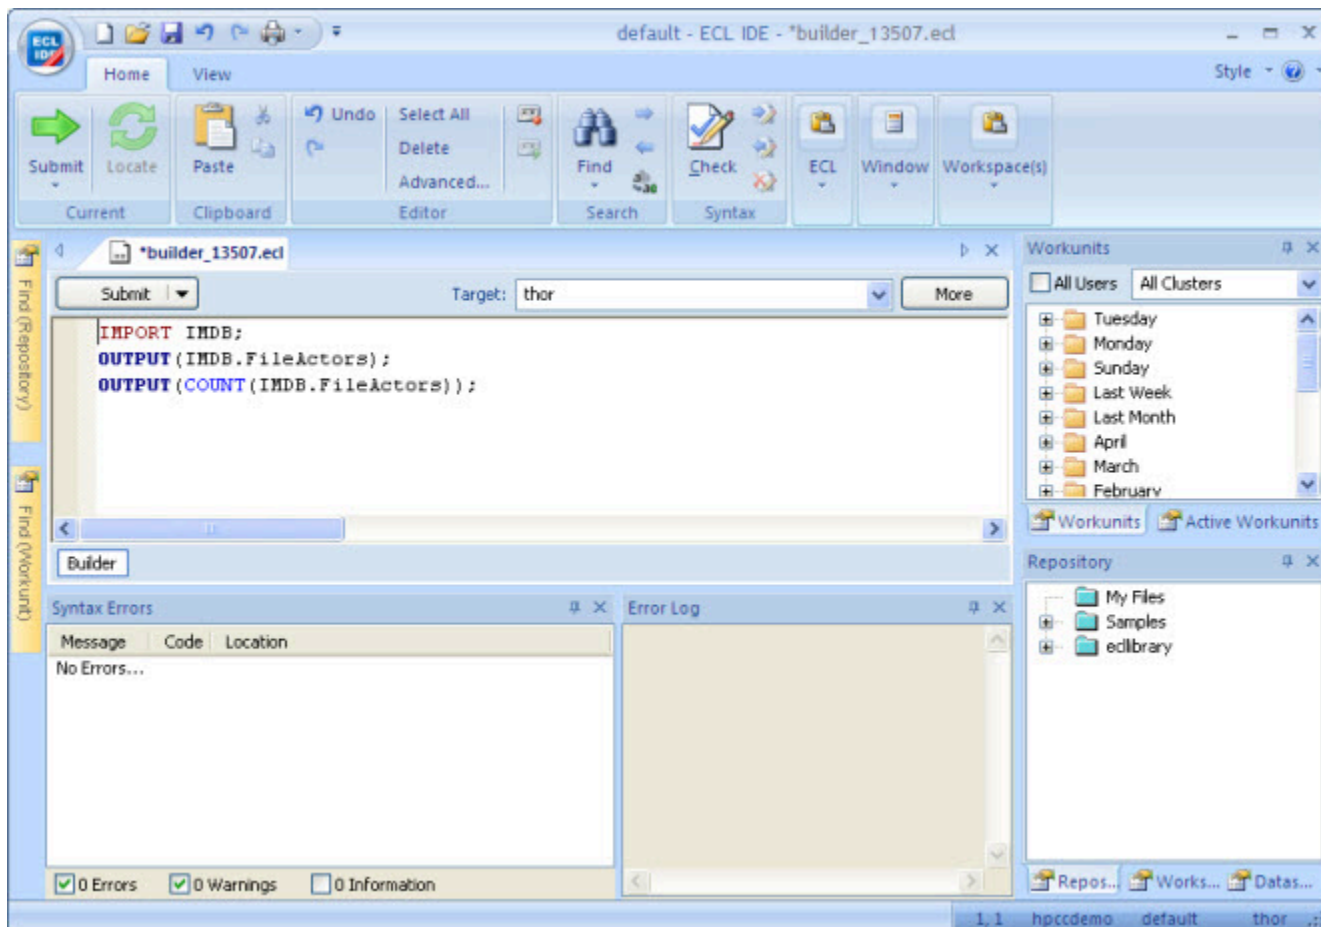 ECL IDE
default - ECL IDE - *builder_13507.ecl
Home View Style
Submit Locate Paste Undo Select All Delete Advanced... Find Check ECL Window Workspace(s)
Current Clipboard Editor Search Syntax
*builder_13507.ecl
Submit Target: thor More
IMPORT IMDB;
OUTPUT(IMDB.FileActors);
OUTPUT(COUNT(IMDB.FileActors));
Builder
Find (Repository)
Find (Workunit)
Syntax Errors
Message Code Location
No Errors...
0 Errors 0 Warnings 0 Information
Error Log
Workunits
All Users All Clusters
Tuesday
Monday
Sunday
Last Week
Last Month
April
March
February
Workunits Active Workunits
Repository
My Files
Samples
eclibrary
Repos... Works... Datas...
1, 1 hpccdemo default thor